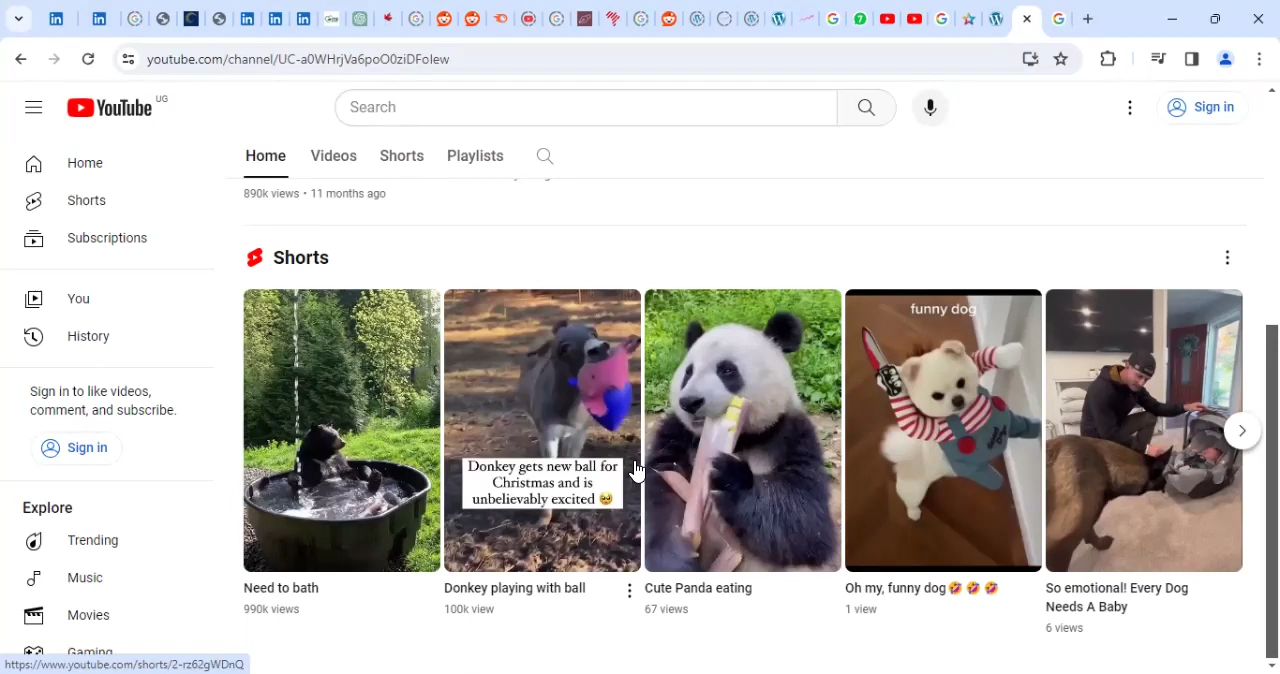 youtube.com/channel/UC-a0WHrjVa6poO0ziDFolew
YouTube UG
Search
Sign in
Home
Videos
Shorts
Playlists
Home
Shorts
Subscriptions
You
History
Sign in to like videos,
comment, and subscribe.
Sign in
Explore
Trending
Music
Movies
Gaming
890k views • 11 months ago
Shorts
Donkey gets new ball for
Christmas and is
unbelievably excited 🥹
funny dog
Need to bath
990k views
Donkey playing with ball
100k view
Cute Panda eating
67 views
Oh my, funny dog🤣 🤣 🤣
1 view
So emotional! Every Dog
Needs A Baby
6 views
https://www.youtube.com/shorts/2-rz62gWDnQ